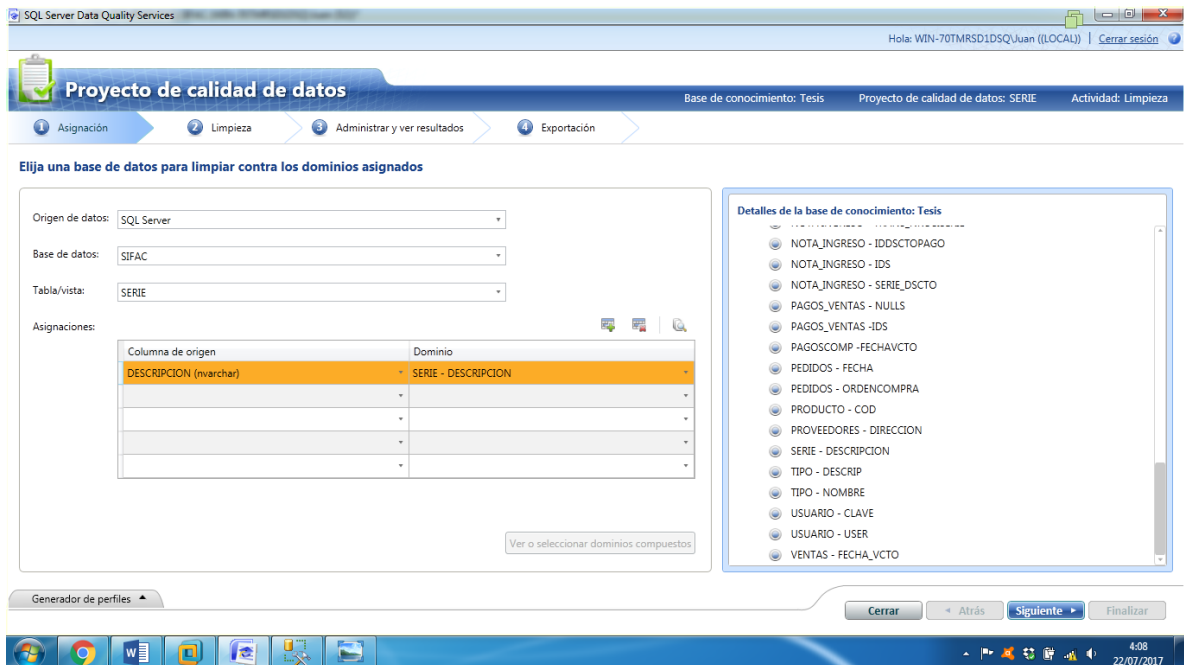 SQL Server Data Quality Services
Hola: WIN-70TMRSD1DSQ\Juan ((LOCAL)) | Cerrar sesión
Proyecto de calidad de datos
Base de conocimiento: Tesis Proyecto de calidad de datos: SERIE Actividad: Limpieza
1 Asignación 2 Limpieza 3 Administrar y ver resultados 4 Exportación
Elija una base de datos para limpiar contra los dominios asignados
Origen de datos: SQL Server
Base de datos: SIFAC
Tabla/vista: SERIE
Asignaciones:
Columna de origen Dominio
DESCRIPCION (nvarchar) SERIE - DESCRIPCION
Ver o seleccionar dominios compuestos
Detalles de la base de conocimiento: Tesis
NOTA_INGRESO - IDDSCTOPAGO
NOTA_INGRESO - IDS
NOTA_INGRESO - SERIE_DSCTO
PAGOS_VENTAS - NULLS
PAGOS_VENTAS -IDS
PAGOSCOMP -FECHAVCTO
PEDIDOS - FECHA
PEDIDOS - ORDENCOMPRA
PRODUCTO - COD
PROVEEDORES - DIRECCION
SERIE - DESCRIPCION
TIPO - DESCRIP
TIPO - NOMBRE
USUARIO - CLAVE
USUARIO - USER
VENTAS - FECHA_VCTO
Generador de perfiles
Cerrar Atrás Siguiente Finalizar
4:08
22/07/2017